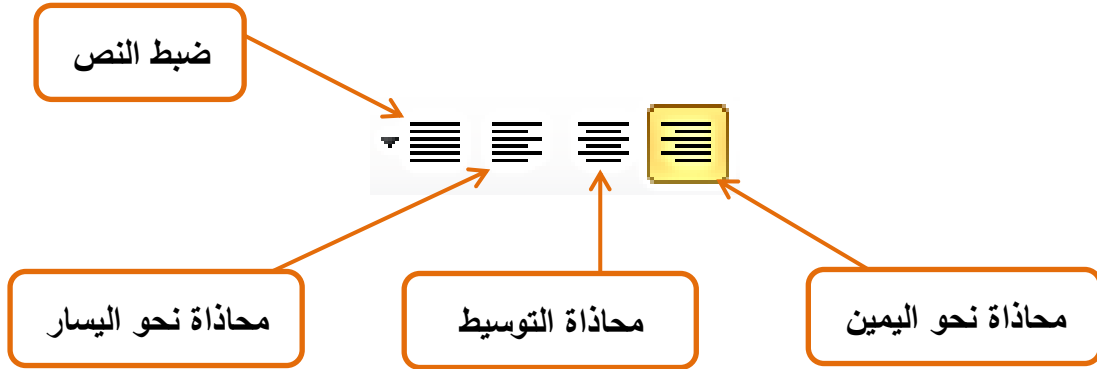 ضبط النص
محاذاة نحو اليمين
محاذاة التوسيط
محاذاة نحو اليسار